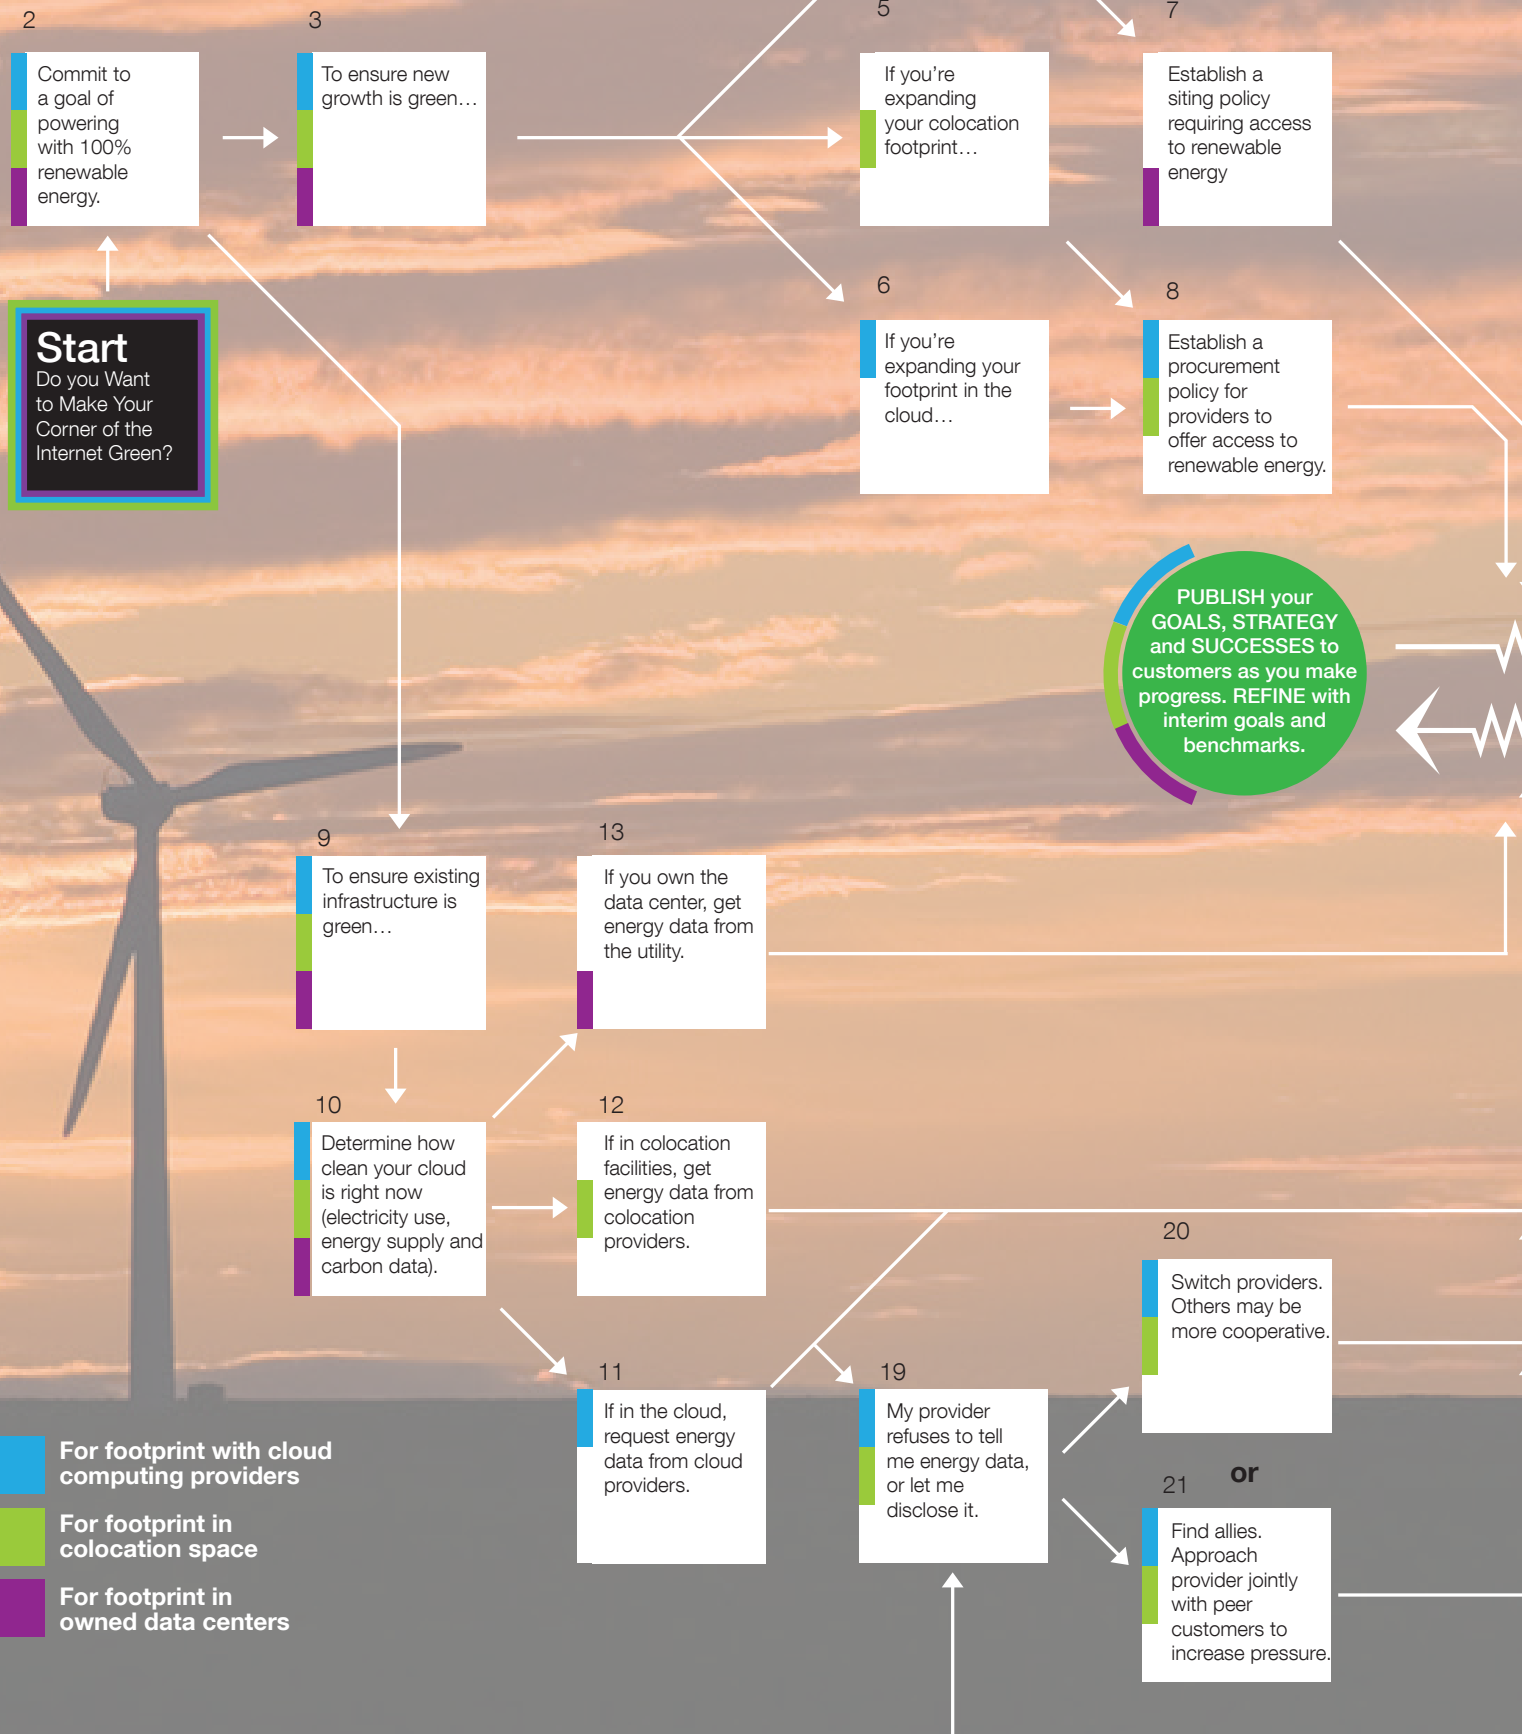 2
Commit to
a goal of
powering
with 100%
renewable
energy.
3
To ensure new
growth is green…
5
If you're
expanding
your colocation
footprint…
7
Establish a
siting policy
requiring access
to renewable
energy
Start
Do you Want
to Make Your
Corner of the
Internet Green?
6
If you're
expanding your
footprint in the
cloud…
8
Establish a
procurement
policy for
providers to
offer access to
renewable energy.
PUBLISH your
GOALS, STRATEGY
and SUCCESSES to
customers as you make
progress. REFINE with
interim goals and
benchmarks.
9
To ensure existing
infrastructure is
green…
13
If you own the
data center, get
energy data from
the utility.
10
Determine how
clean your cloud
is right now
(electricity use,
energy supply and
carbon data).
12
If in colocation
facilities, get
energy data from
colocation
providers.
11
If in the cloud,
request energy
data from cloud
providers.
19
My provider
refuses to tell
me energy data,
or let me
disclose it.
20
Switch providers.
Others may be
more cooperative.
or
21
Find allies.
Approach
provider jointly
with peer
customers to
increase pressure.
For footprint with cloud
computing providers
For footprint in
colocation space
For footprint in
owned data centers